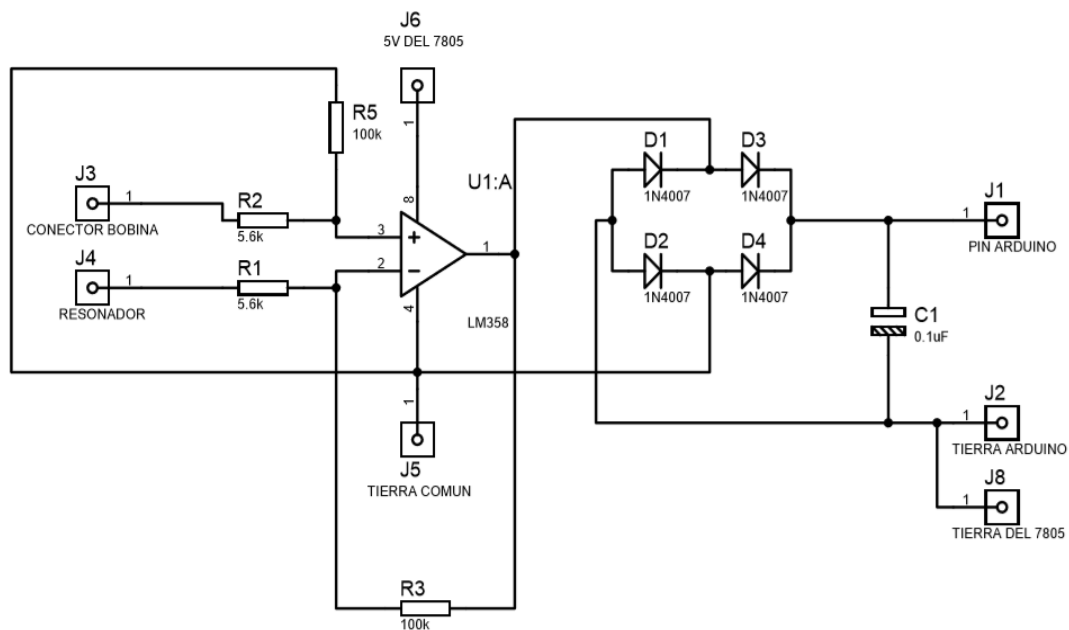 J6
5V DEL 7805
1
R5
100k
J3
1
CONECTOR BOBINA
R2
5.6k
J4
1
RESONADOR
R1
5.6k
U1:A
8
3
2
1
4
LM358
D1
1N4007
D3
1N4007
D2
1N4007
D4
1N4007
J1
1
PIN ARDUINO
C1
0.1uF
1
J5
TIERRA COMUN
J2
1
TIERRA ARDUINO
J8
1
TIERRA DEL 7805
R3
100k